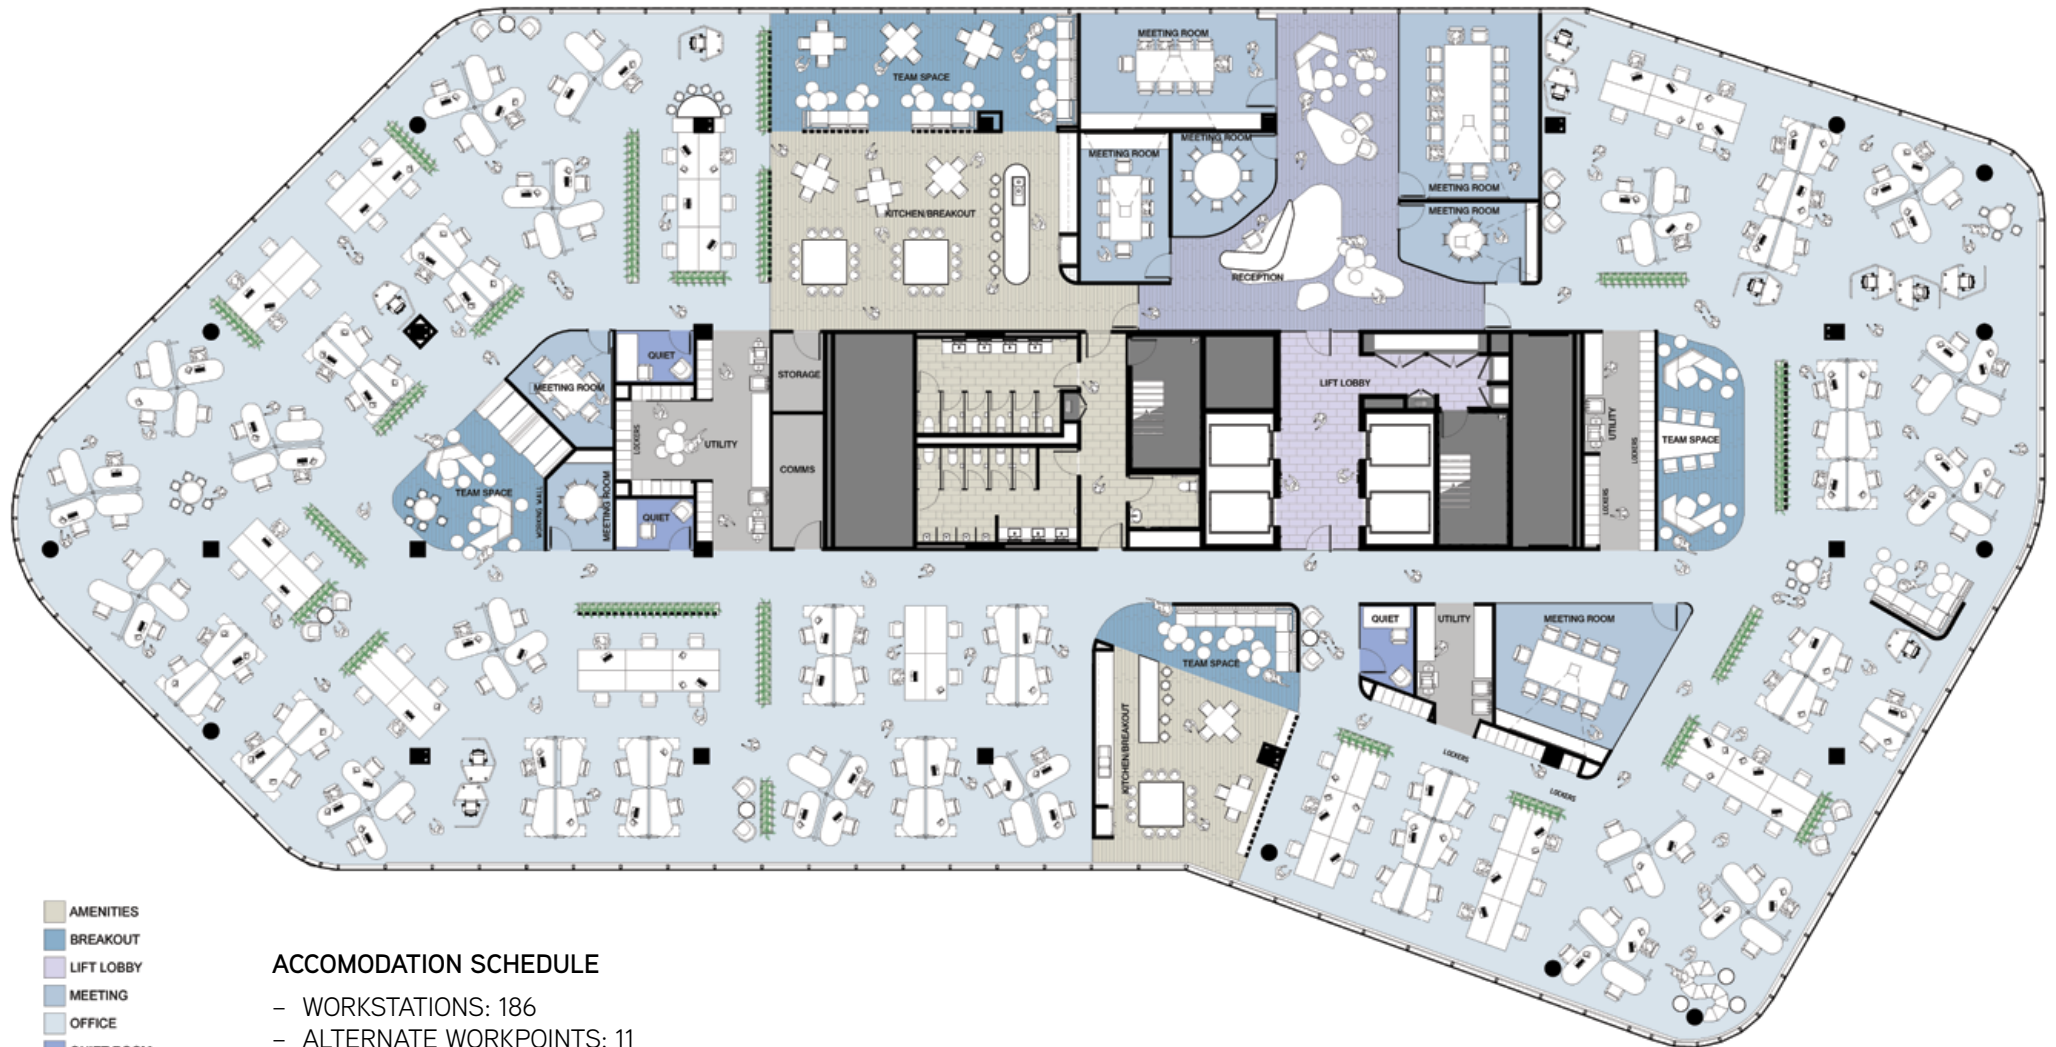 MEETING ROOM
TEAM SPACE
MEETING ROOM
MEETING ROOM
MEETING ROOM
MEETING ROOM
KITCHEN/BREAKOUT
RECEPTION
QUIET
STORAGE
MEETING ROOM
LIFT LOBBY
LOCKERS
UTILITY
COMMS
UTILITY
LOCKERS
LOCKERS
TEAM SPACE
TEAM SPACE
WORKING WALL
MEETING ROOM
QUIET
TEAM SPACE
QUIET
UTILITY
MEETING ROOM
KITCHEN/BREAKOUT
LOCKERS
LOCKERS
AMENITIES
BREAKOUT
LIFT LOBBY
MEETING
OFFICE
ACCOMODATION SCHEDULE
– WORKSTATIONS: 186
– ALTERNATE WORKPOINTS: 11